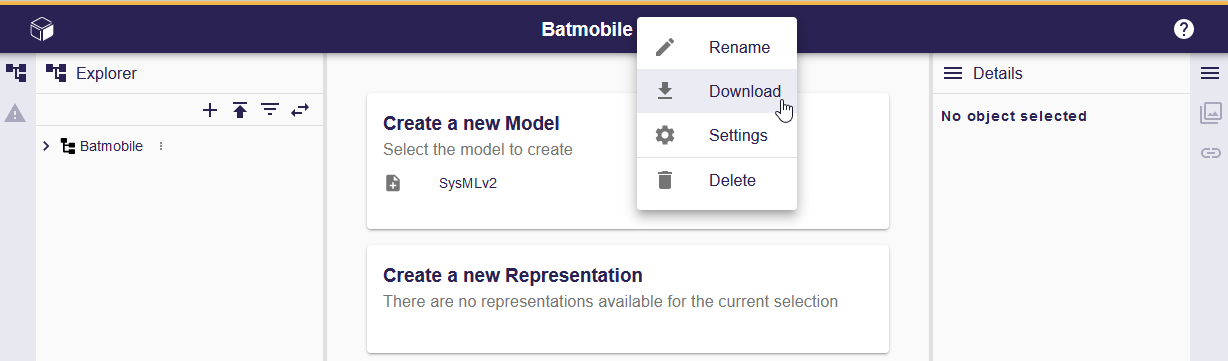 Batmobile
Rename
Download
Settings
Delete
Explorer
Batmobile
Create a new Model
Select the model to create
SysMLv2
Create a new Representation
There are no representations available for the current selection
Details
No object selected